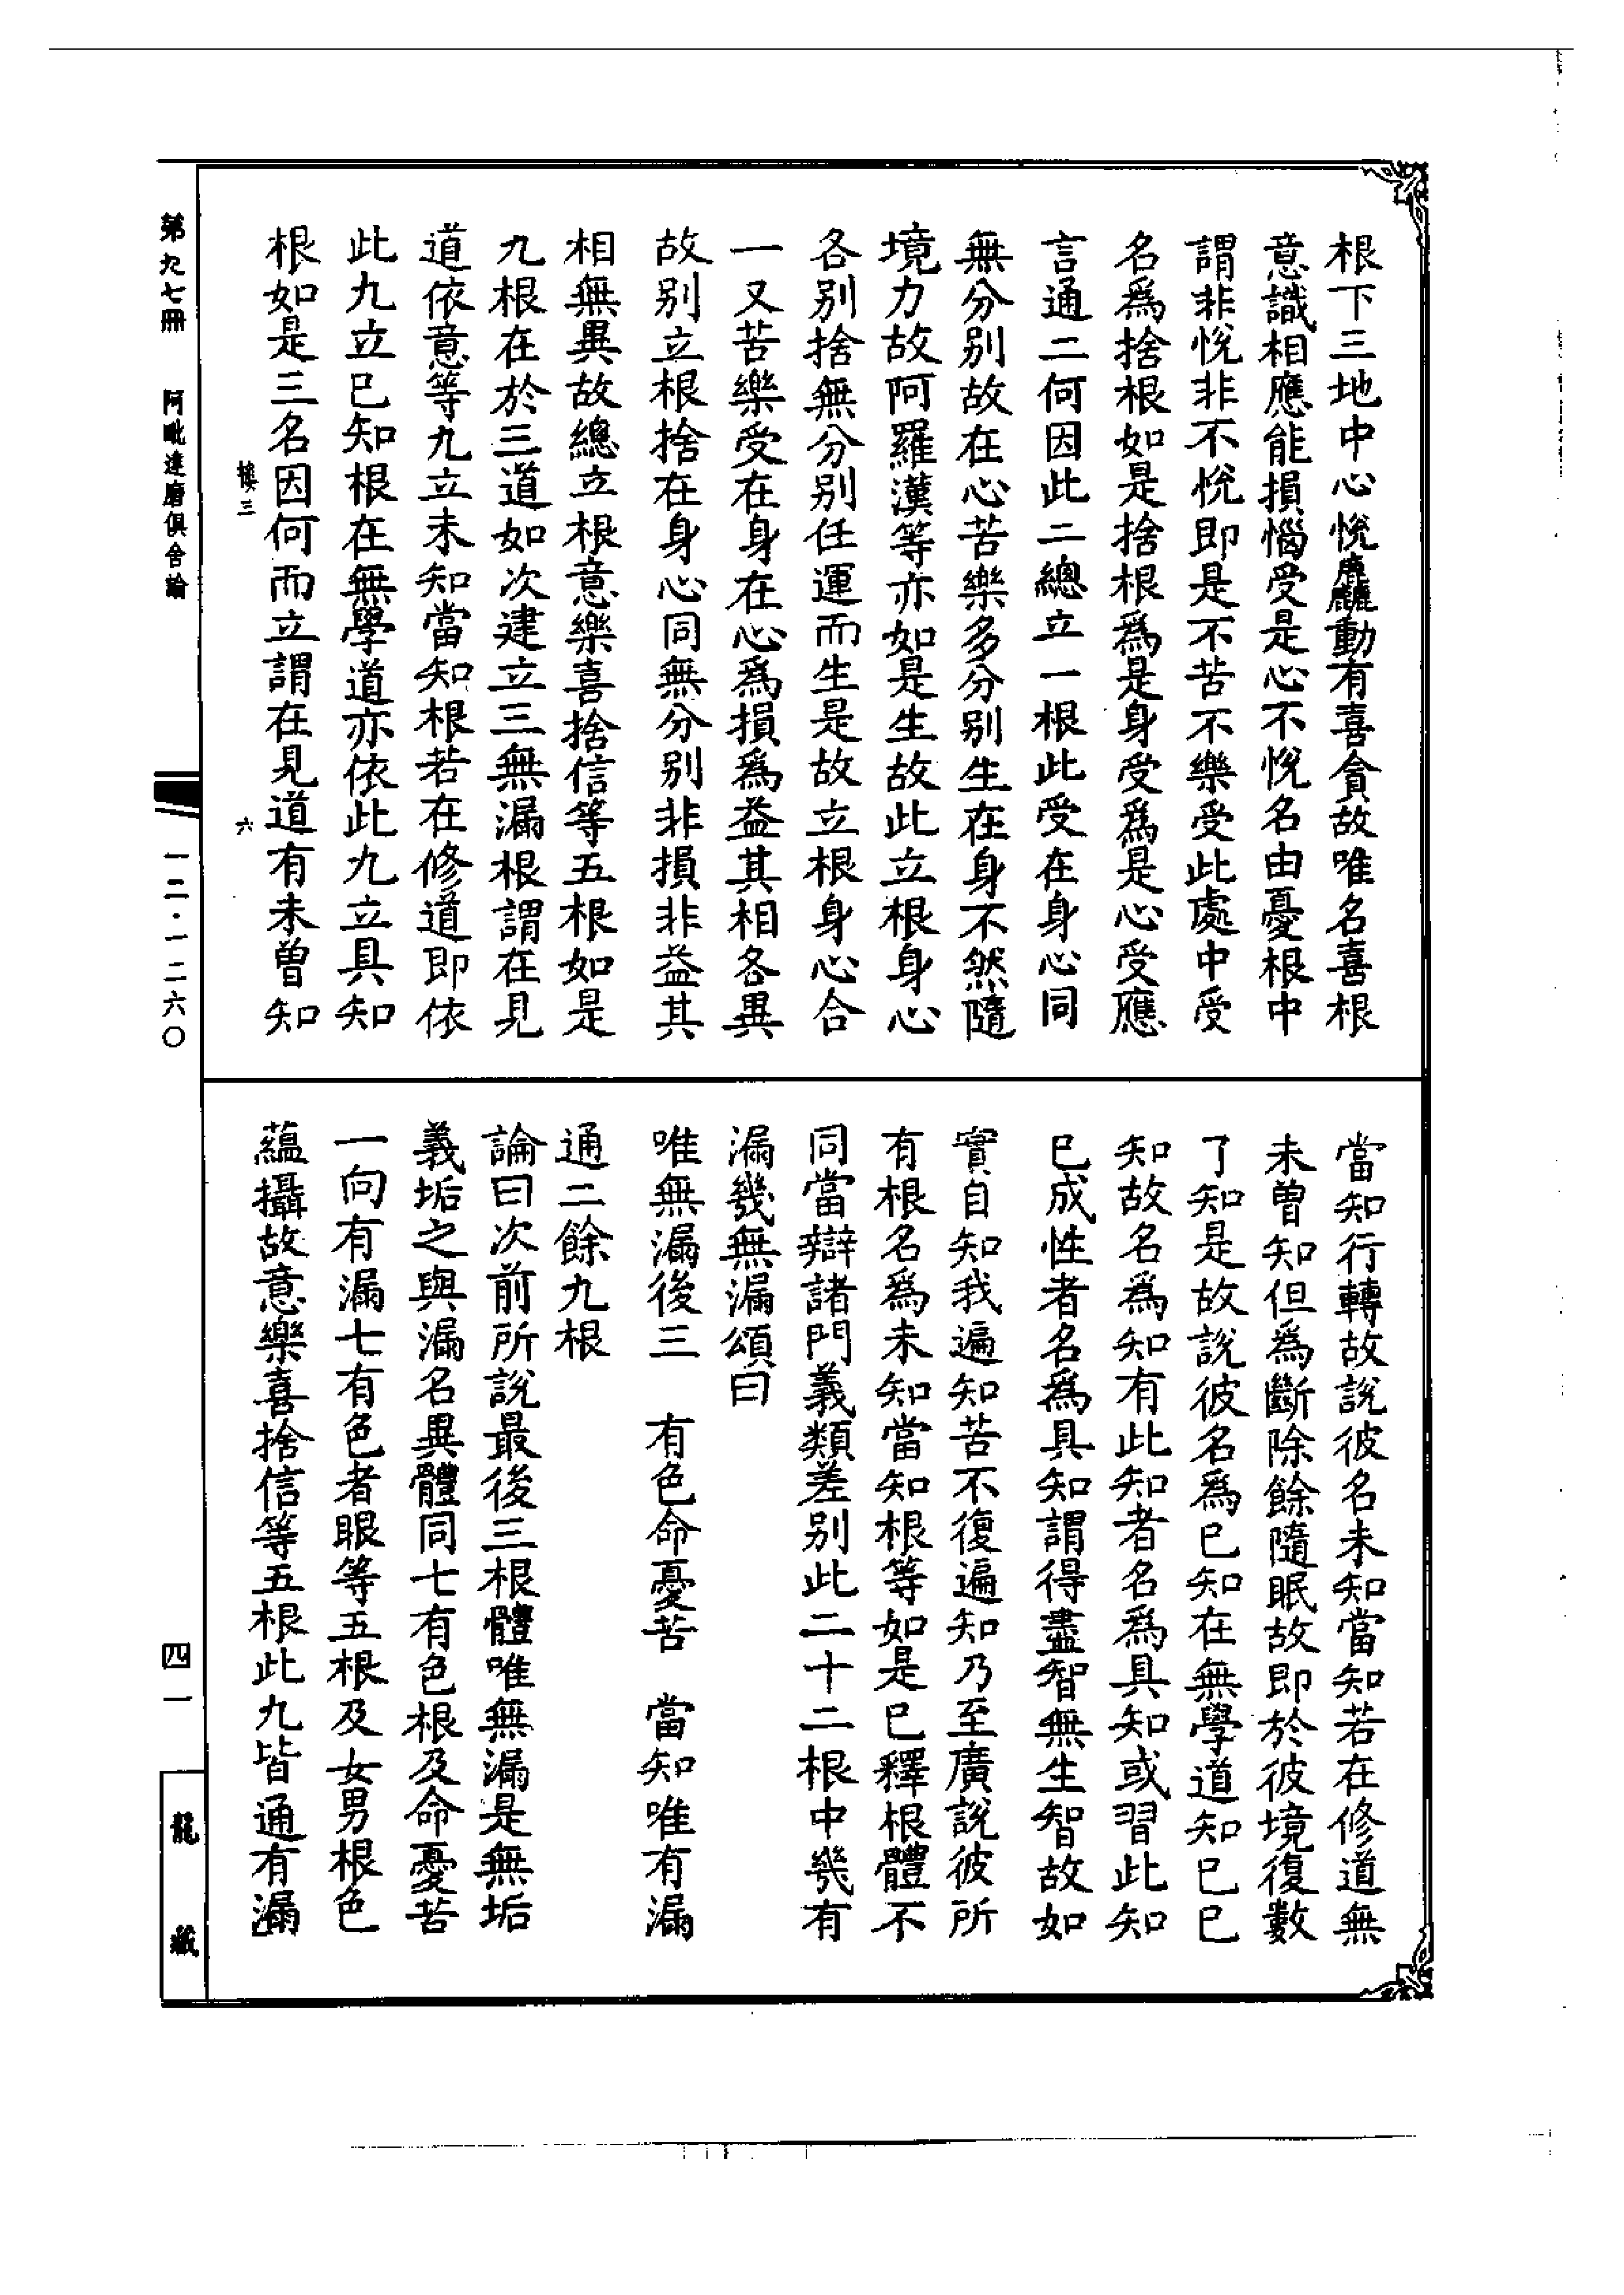 根下三地中心悅麤動有喜貪故唯名喜根
意識相應能損惱受是心不悅名由憂根中
謂非悅非不悅即是不苦不樂受此處中受
名爲捨根如是捨根爲是身受爲是心受應
言通二何因此二總立一根此受在身心同
無分別故在心苦樂多分別生在身不然隨
境力故阿羅漢等亦如是生故此立根身心
各別捨無分別任運而生是故立根身心合
一又苦樂受在身在心爲損爲益其相各異
故別立根捨在身心同無分別非損非益其
相無異故總立根意樂喜捨信等五根如是
九根在於三道如次建立三無漏根謂在見
道依意等九立未知當知根若在修道即依
此九立已知根在無學道亦依此九立具知
根如是三名因何而立謂在見道有未曾知
當知行轉故說彼名未知當知若在修道無
未曾知但爲斷除餘隨眠故即於彼境復數
了知是故說彼名爲已知在無學道知已已
知故名爲知有此知者名爲具知或習此知
已成性者名爲具知謂得盡智無生智故如
實自知我遍知苦不復遍知乃至廣說彼所
有根名爲未知當知根等如是已釋根體不
同當辯諸門義類差別此二十二根中幾有
漏幾無漏頌曰
唯無漏後三　有色命憂苦　當知唯有漏
通二餘九根
論曰次前所說最後三根體唯無漏是無垢
義垢之與漏名異體同七有色根及命憂苦
一向有漏七有色者眼等五根及女男根色
蘊攝故意樂喜捨信等五根此九皆通有漏
樓三　六
第九七冊　阿毗達磨俱舍論　一二·一二六〇　四一　龍藏